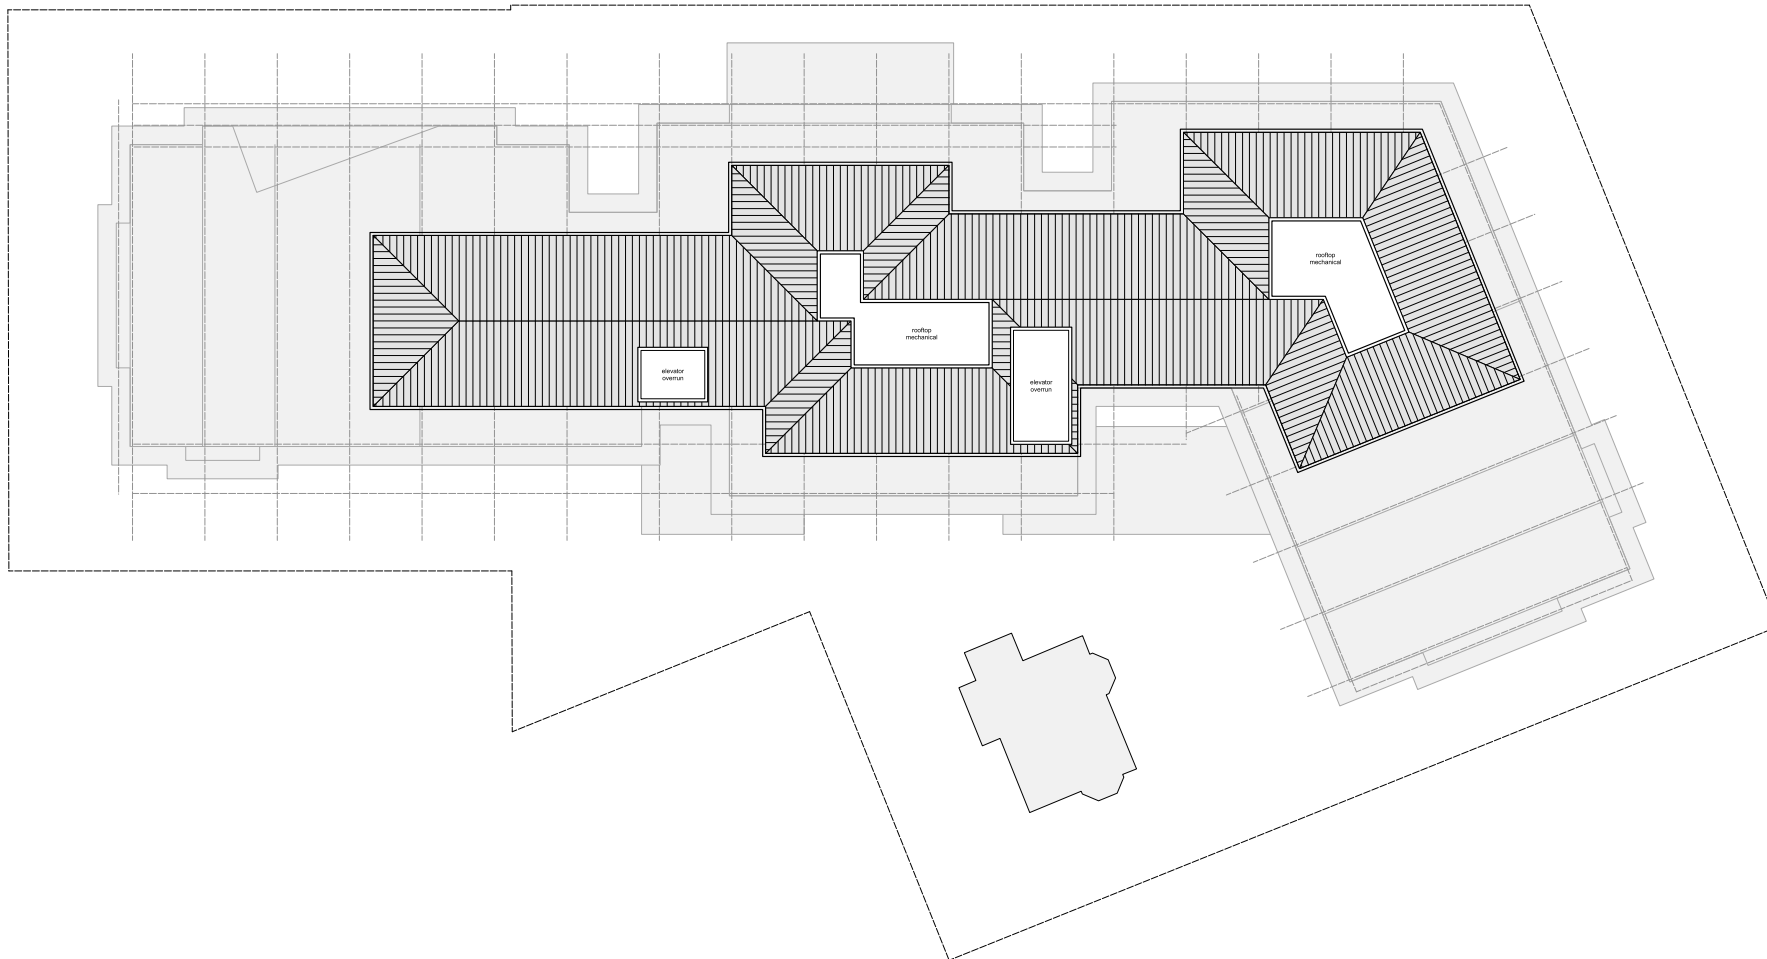 rooftop
mechanical
rooftop
mechanical
elevator
overrun
elevator
overrun